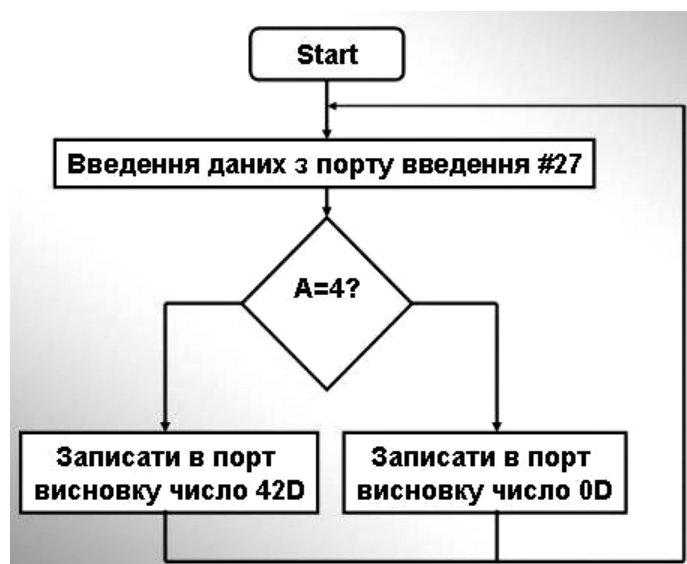 Start
Введення даних з порту введення #27
A=4?
Записати в порт
висновку число 42D
Записати в порт
висновку число 0D